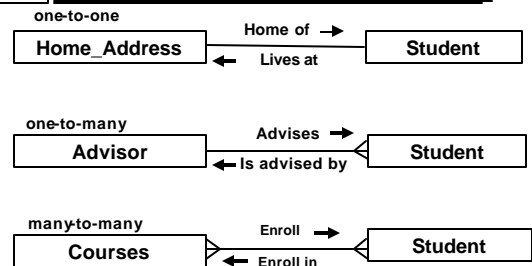 one-to-one
Home of
Home_Address
Student
Lives at
one-to-many
Advises
Advisor
Student
Is advised by
many-to-many
Enroll
Courses
Student
Enroll in